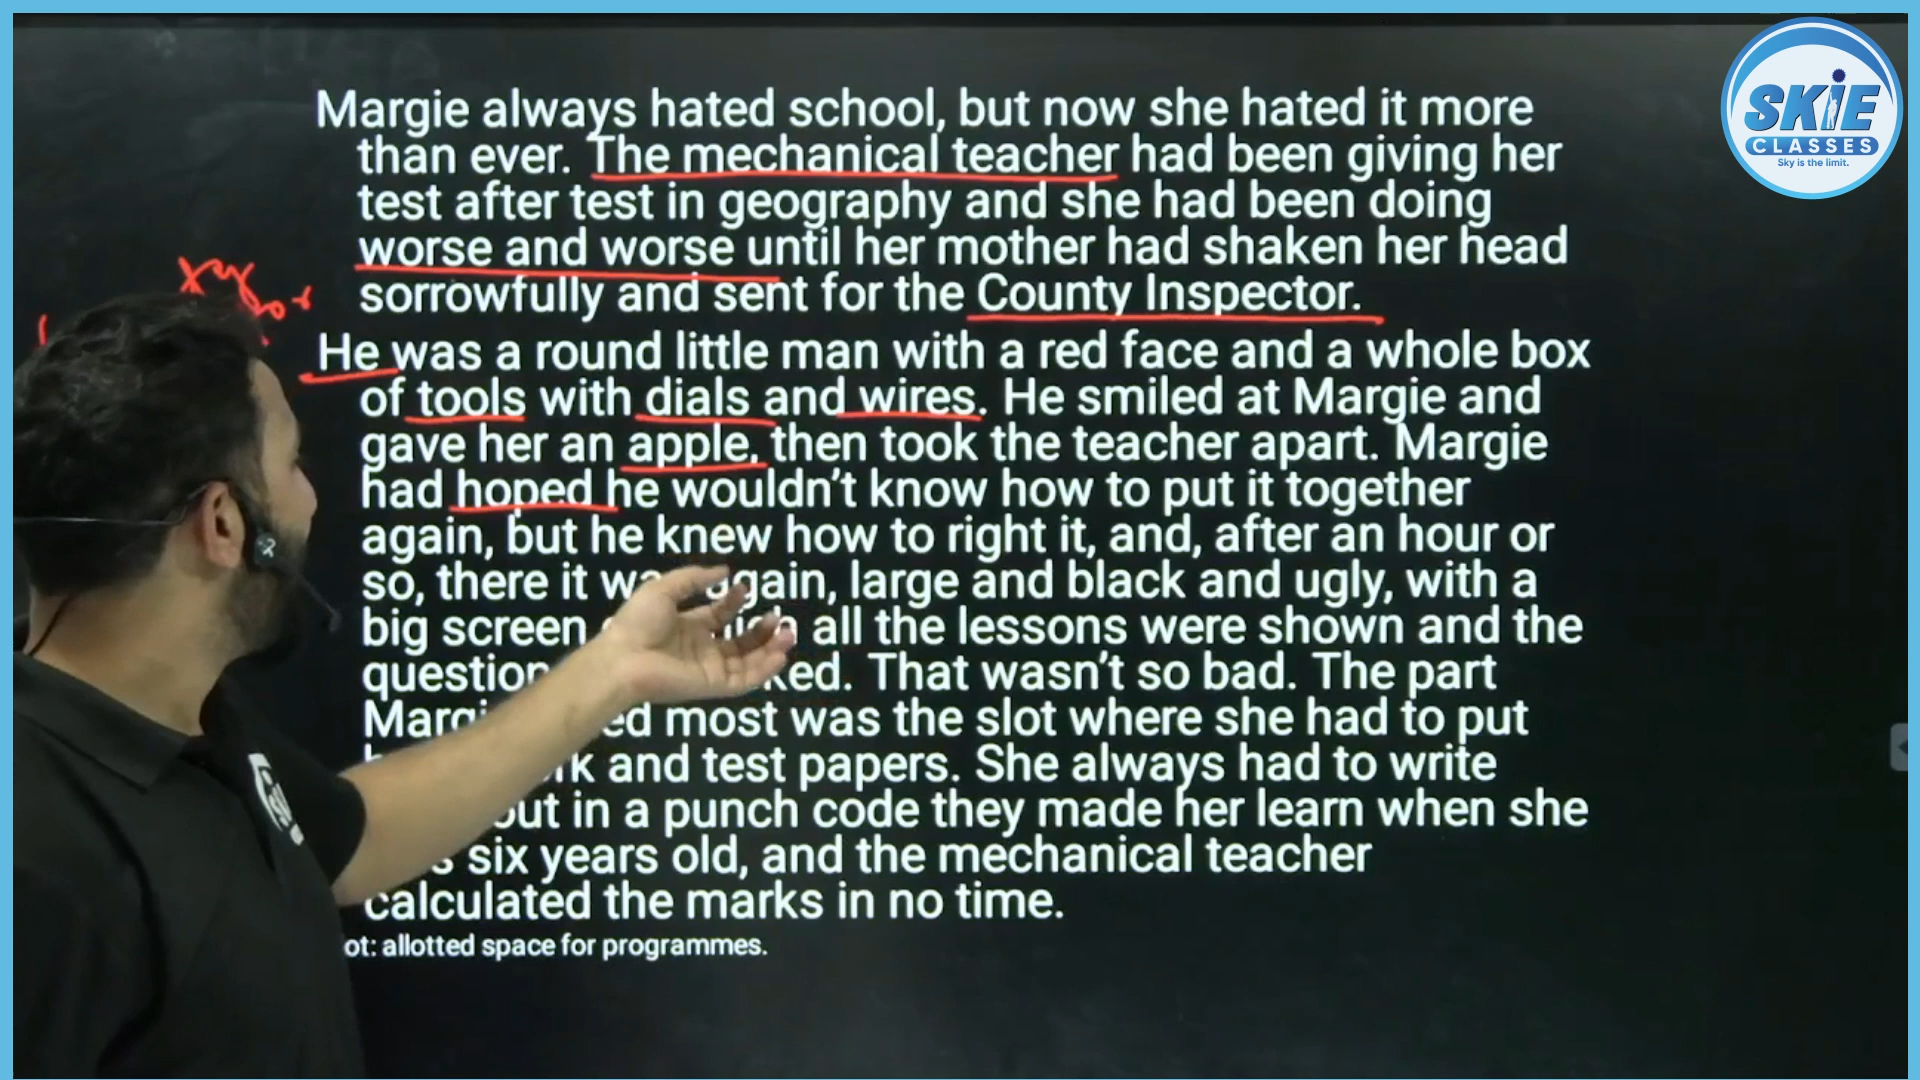 SKIE
CLASSES
Sky is the limit.
Margie always hated school, but now she hated it more
than ever. The mechanical teacher had been giving her
test after test in geography and she had been doing
worse and worse until her mother had shaken her head
sorrowfully and sent for the County Inspector.
He was a round little man with a red face and a whole box
of tools with dials and wires. He smiled at Margie and
gave her an apple, then took the teacher apart. Margie
had hoped he wouldn't know how to put it together
again, but he knew how to right it, and, after an hour or
so, there it again, large and black and ugly, with a
big screen all the lessons were shown and the
That wasn't so bad. The part
most was the slot where she had to put
and test papers. She always had to write
out in a punch code they made her learn when she
six years old, and the mechanical teacher
calculated the marks in no time.
allotted space for programmes.